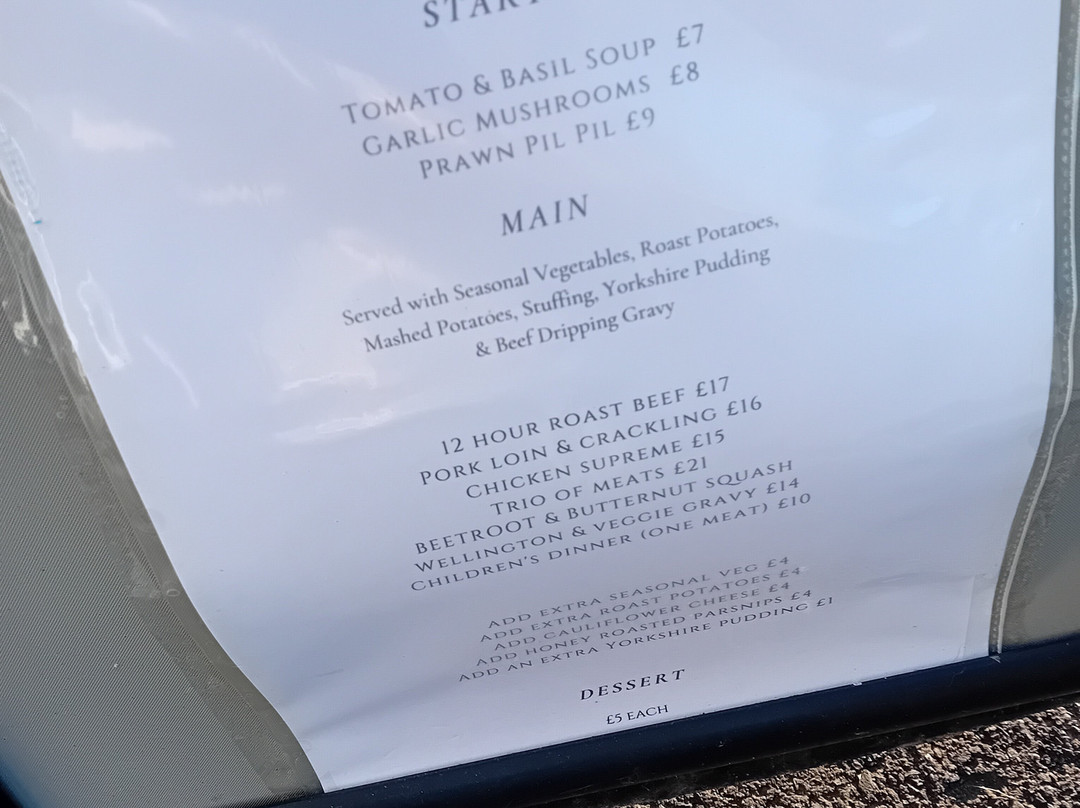 TOMATO & BASIL SOUP £7
GARLIC MUSHROOMS £8
PRAWN PIL PIL £9
MAIN
Served with Seasonal Vegetables, Roast Potatoes,
Mashed Potatoes, Stuffing, Yorkshire Pudding
& Beef Dripping Gravy
12 HOUR ROAST BEEF £17
PORK LOIN & CRACKLING £16
CHICKEN SUPREME £15
TRIO OF MEATS £21
BEETROOT & BUTTERNUT SQUASH
WELLINGTON & VEGGIE GRAVY £14
CHILDREN'S DINNER (ONE MEAT) £10
ADD EXTRA SEASONAL VEG £4
ADD EXTRA ROAST POTATOES £4
ADD CAULIFLOWER CHEESE £4
ADD HONEY ROASTED PARSNIPS £4
ADD AN EXTRA YORKSHIRE PUDDING £1
DESSERT
£5 EACH